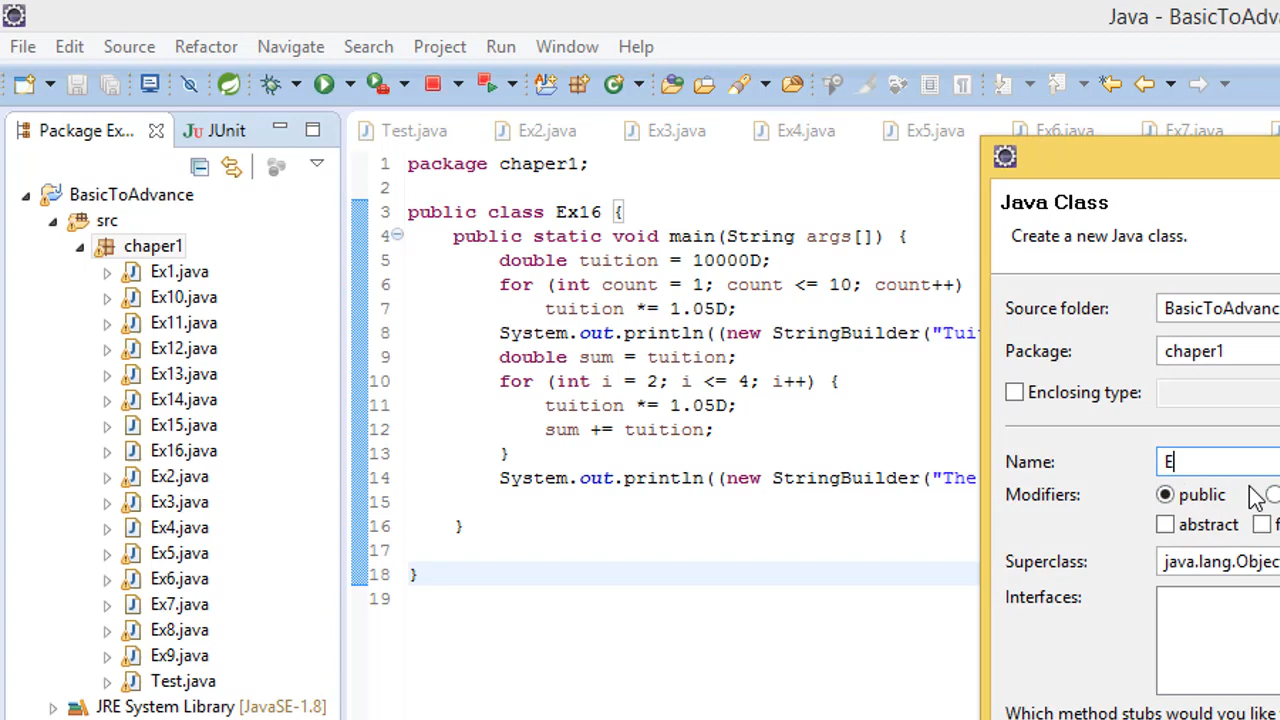 Java - BasicToAdva
File Edit Source Refactor Navigate Search Project Run Window Help
Package Ex... JUnit
BasicToAdvance
src
chaper1
Ex1.java
Ex10.java
Ex11.java
Ex12.java
Ex13.java
Ex14.java
Ex15.java
Ex16.java
Ex2.java
Ex3.java
Ex4.java
Ex5.java
Ex6.java
Ex7.java
Ex8.java
Ex9.java
Test.java
JRE System Library [JavaSE-1.8]
Test.java Ex2.java Ex3.java Ex4.java Ex5.java Ex6.java Ex7.java
1 package chaper1;
2
3 public class Ex16 {
4 public static void main(String args[]) {
5 double tuition = 10000D;
6 for (int count = 1; count <= 10; count++)
7 tuition *= 1.05D;
8 System.out.println((new StringBuilder("Tui
9 double sum = tuition;
10 for (int i = 2; i <= 4; i++) {
11 tuition *= 1.05D;
12 sum += tuition;
13 }
14 System.out.println((new StringBuilder("The
15
16 }
17
18 }
19
Java Class
Create a new Java class.
Source folder: BasicToAdvanc
Package: chaper1
Enclosing type:
Name: E
Modifiers: public
abstract f
Superclass: java.lang.Objec
Interfaces:
Which method stubs would you like